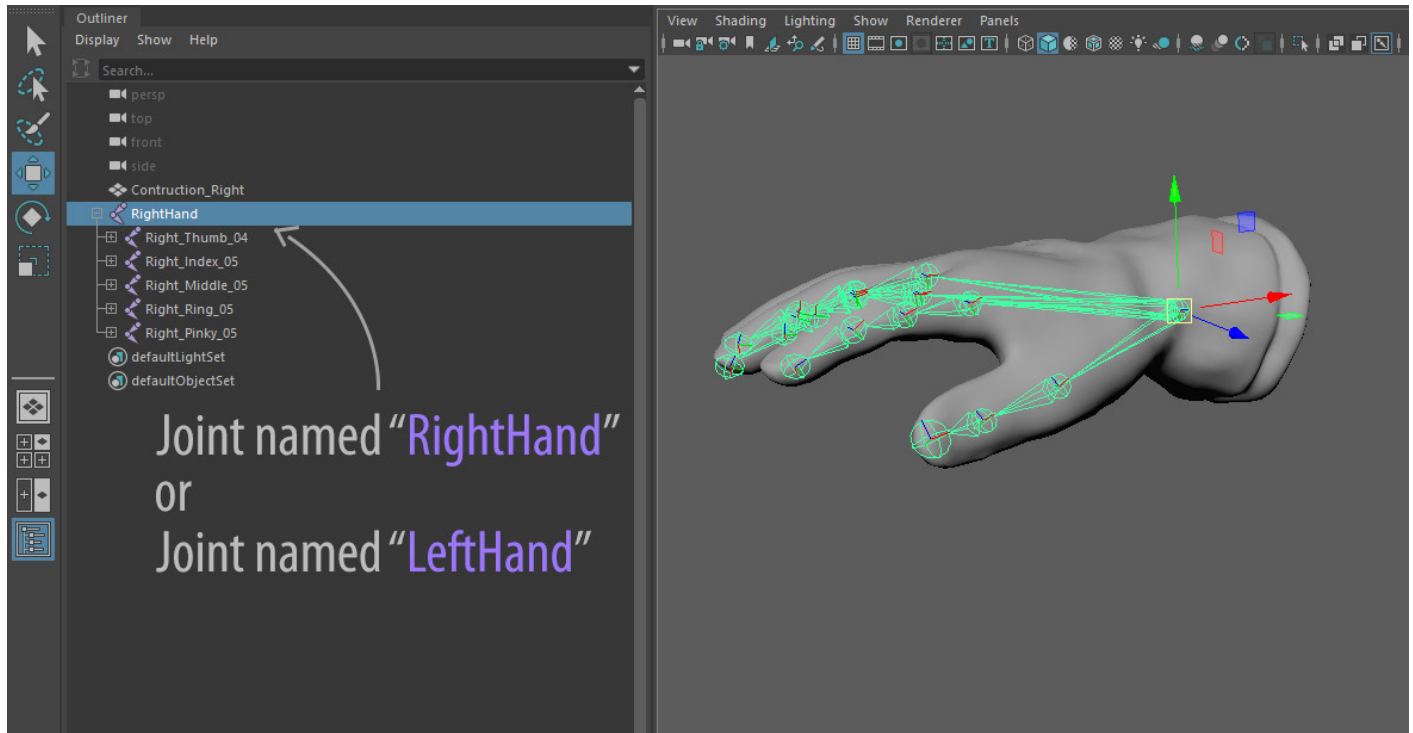 Outliner
Display Show Help
Search...
persp
top
front
side
Contruction_Right
RightHand
Right_Thumb_04
Right_Index_05
Right_Middle_05
Right_Ring_05
Right_Pinky_05
defaultLightSet
defaultObjectSet
Joint named “RightHand”
or
Joint named “LeftHand”
View Shading Lighting Show Renderer Panels